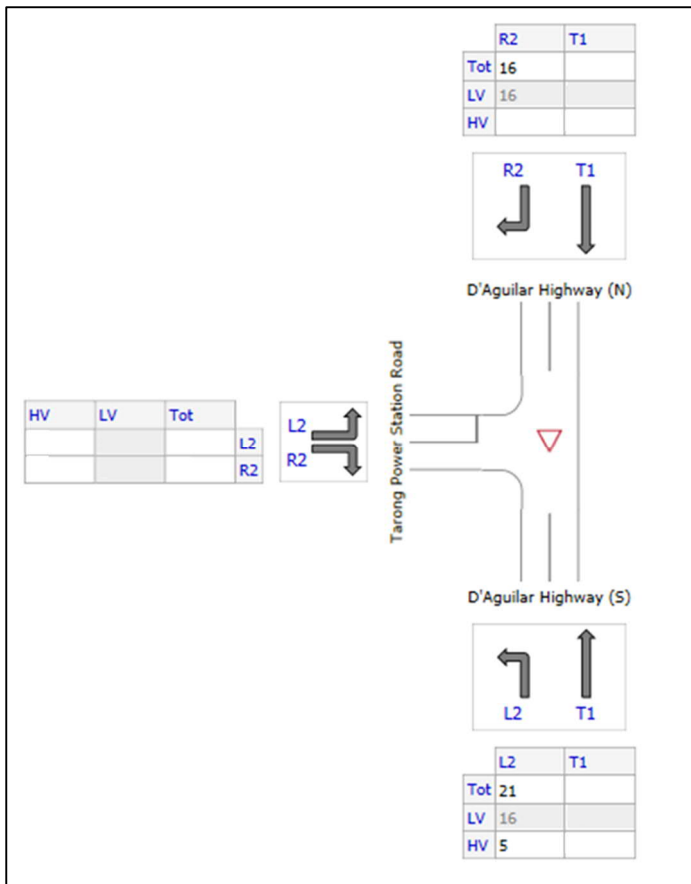 R2 T1
Tot 16
LV 16
HV
R2 T1
D'Aguilar Highway (N)
Tarong Power Station Road
HV LV Tot
L2
R2
L2
R2
D'Aguilar Highway (S)
L2 T1
L2 T1
Tot 21
LV 16
HV 5